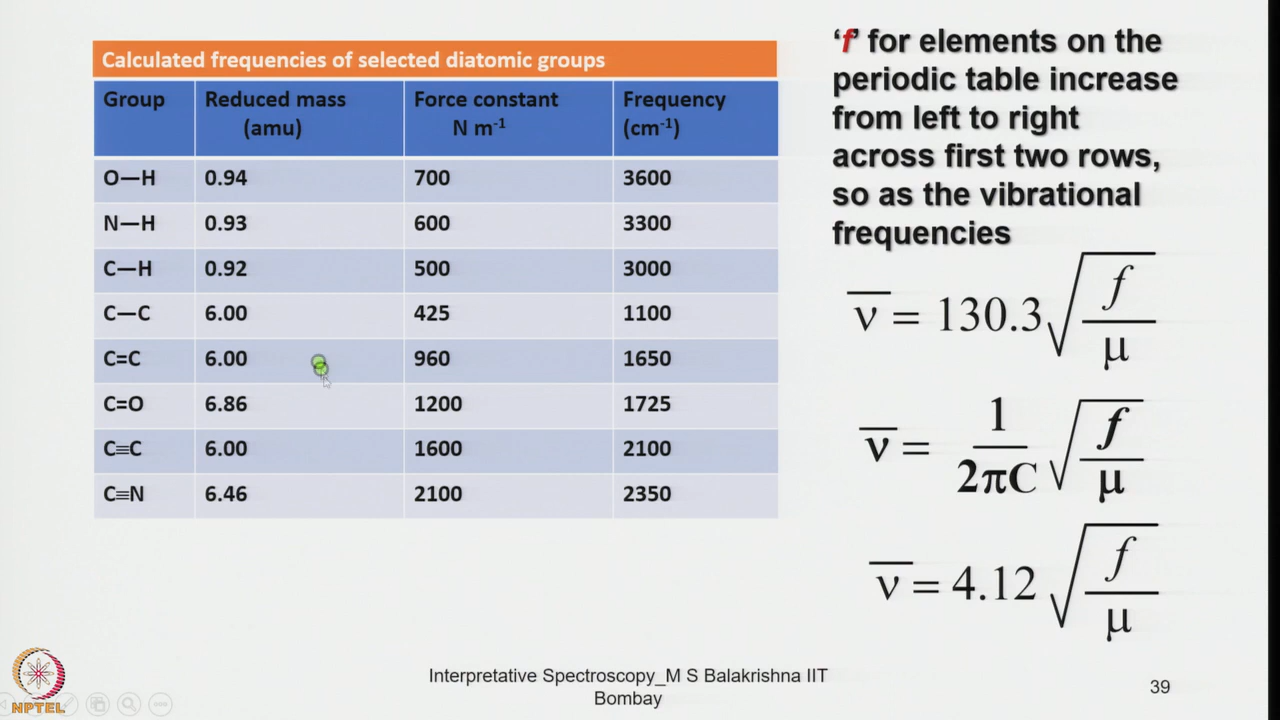 Calculated frequencies of selected diatomic groups
Group Reduced mass (amu) Force constant N m⁻¹ Frequency (cm⁻¹)
O—H 0.94 700 3600
N—H 0.93 600 3300
C—H 0.92 500 3000
C—C 6.00 425 1100
C=C 6.00 960 1650
C=O 6.86 1200 1725
C≡C 6.00 1600 2100
C≡N 6.46 2100 2350
‘f’ for elements on the
periodic table increase
from left to right
across first two rows,
so as the vibrational
frequencies
ν̅ = 130.3√(f/μ)
ν̅ = 1/2πC √(f/μ)
ν̅ = 4.12√(f/μ)
Interpretative Spectroscopy_M S Balakrishna IIT
Bombay
39
NPTEL